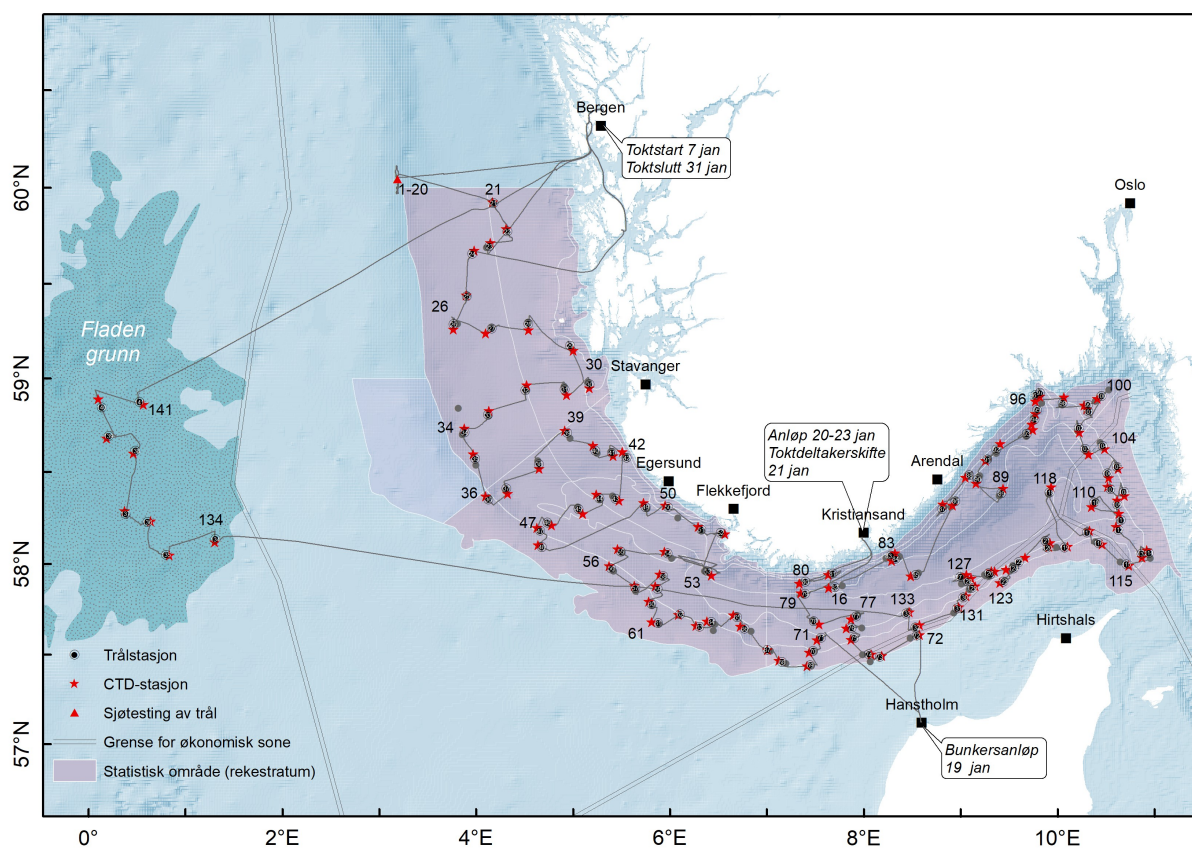 Bergen
Toktstart 7 jan
Toktslutt 31 jan
60°N
1-20
21
Oslo
26
Fladen
grunn
59°N
30
Stavanger
141
34
39
42
96
100
104
Anløp 20-23 jan
Toktdeltakerskifte
21 jan
Egersund
Arendal
36
50
Flekkefjord
89
118
110
Kristiansand
134
47
58°N
56
53
83
80
127
115
79
16
77
133
123
131
61
71
72
Hirtshals
Trålstasjon
CTD-stasjon
Hanstholm
Sjøtesting av trål
57°N
Grense for økonomisk sone
Bunkersanløp
19 jan
Statistisk område (rekestratum)
0°
2°E
4°E
6°E
8°E
10°E